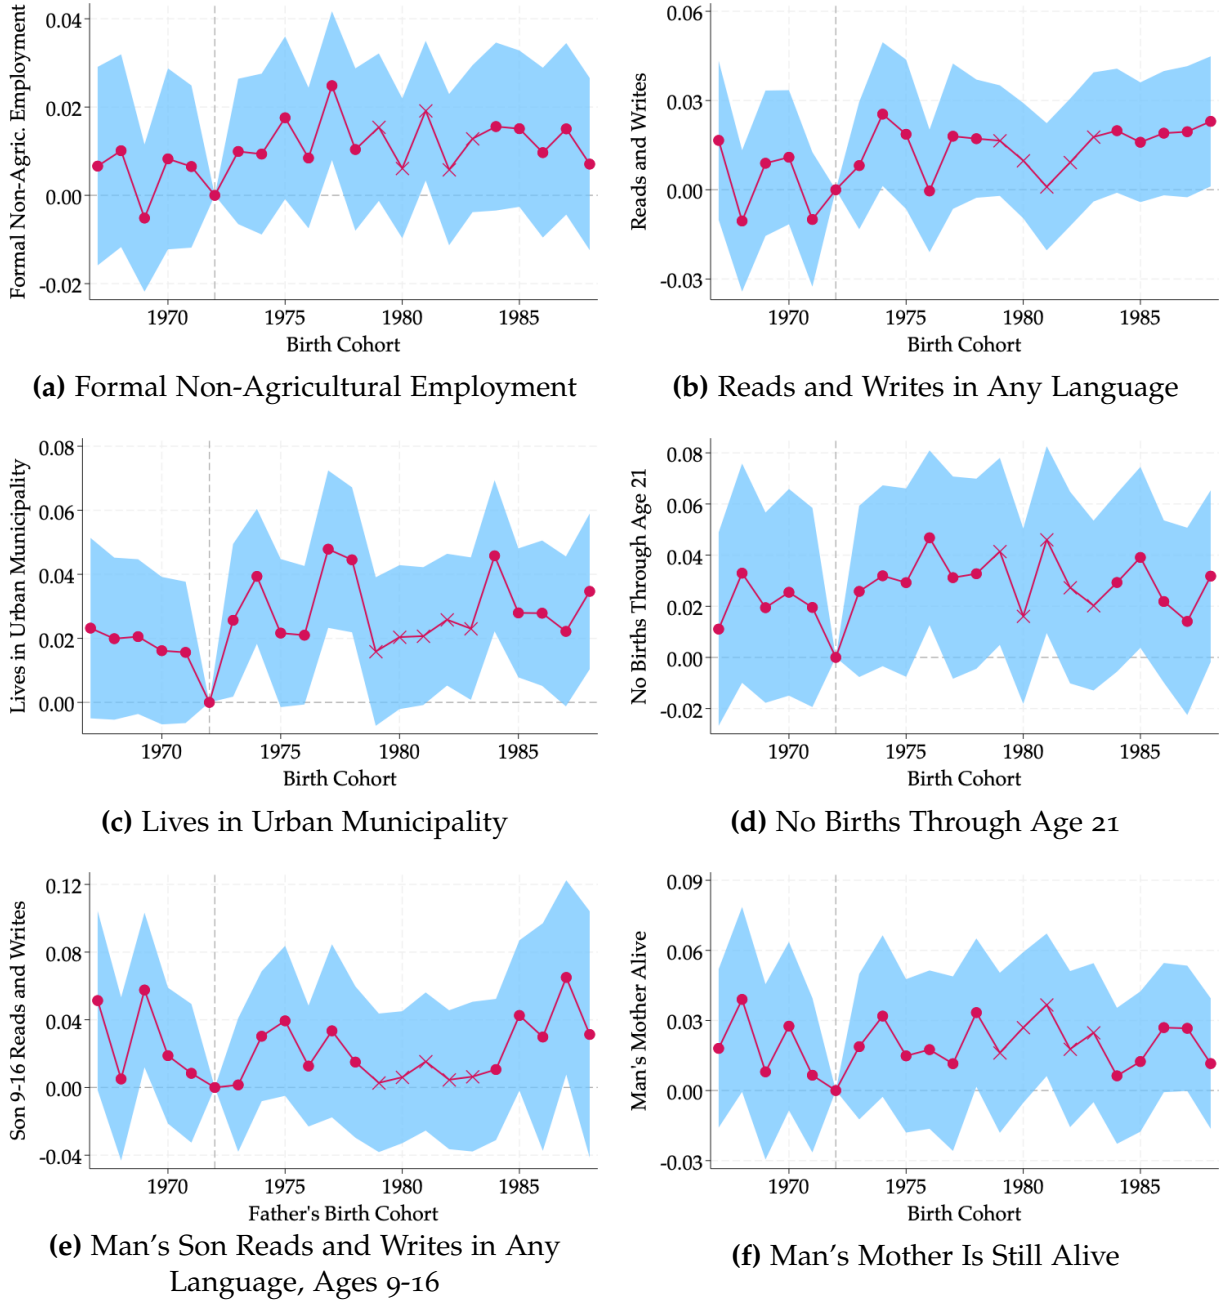 0.04
0.02
0.00
-0.02
Formal Non-Agric. Employment
1970 1975 1980 1985
Birth Cohort
(a) Formal Non-Agricultural Employment
0.06
0.03
0.00
-0.03
Reads and Writes
1970 1975 1980 1985
Birth Cohort
(b) Reads and Writes in Any Language
0.08
0.06
0.04
0.02
0.00
Lives in Urban Municipality
1970 1975 1980 1985
Birth Cohort
(c) Lives in Urban Municipality
0.08
0.06
0.04
0.02
0.00
-0.02
No Births Through Age 21
1970 1975 1980 1985
Birth Cohort
(d) No Births Through Age 21
0.12
0.08
0.04
0.00
-0.04
Son 9-16 Reads and Writes
1970 1975 1980 1985
Father's Birth Cohort
(e) Man's Son Reads and Writes in Any
Language, Ages 9-16
0.09
0.06
0.03
0.00
-0.03
Man's Mother Alive
1970 1975 1980 1985
Birth Cohort
(f) Man's Mother Is Still Alive